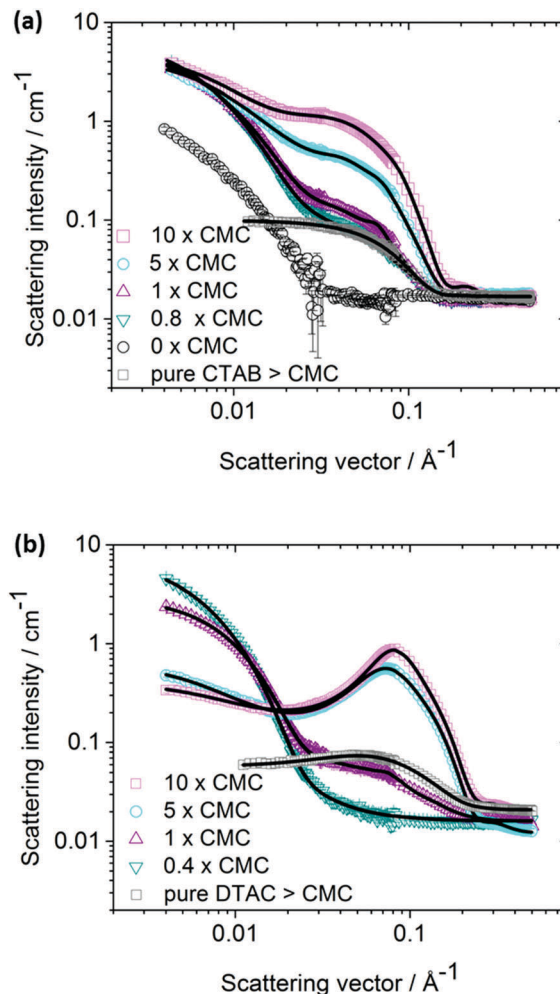 (a)
10
1
0.1
0.01
Scattering intensity / cm⁻¹
10 x CMC
5 x CMC
1 x CMC
0.8 x CMC
0 x CMC
pure CTAB > CMC
0.01
0.1
Scattering vector / Å⁻¹
(b)
10
1
0.1
0.01
Scattering intensity / cm⁻¹
10 x CMC
5 x CMC
1 x CMC
0.4 x CMC
pure DTAC > CMC
0.01
0.1
Scattering vector / Å⁻¹